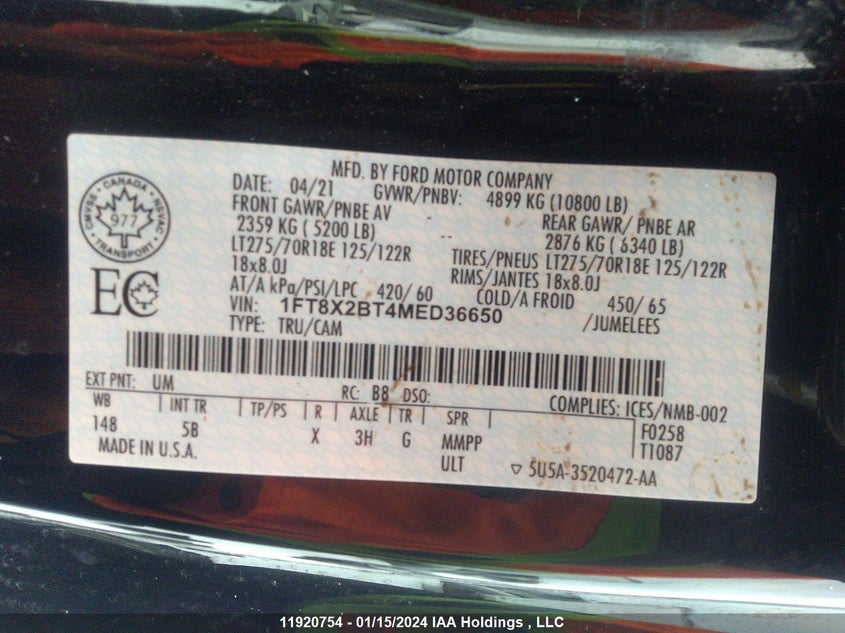 MFD. BY FORD MOTOR COMPANY
DATE: 04/21 GVWR/PNBV: 4899 KG (10800 LB)
FRONT GAWR/PNBE AV REAR GAWR/ PNBE AR
2359 KG ( 5200 LB) 2876 KG ( 6340 LB)
LT275/70R18E 125/122R TIRES/PNEUS LT275/70R18E 125/122R
18x8.0J RIMS/JANTES 18x8.0J
AT/A kPa/PSI/LPC 420/ 60 COLD/A FROID 450/ 65
VIN: 1FT8X2BT4MED36650 /JUMELEES
TYPE: TRU/CAM
CANADA
CMVSS NSVAC
977
TRANSPORT
EC
EXT PNT: UM RC: B8 DSO: COMPLIES: ICES/NMB-002
WB INT TR TP/PS R AXLE TR SPR F0258
148 5B X 3H G MMPP T1087
MADE IN U.S.A. ULT 5U5A-3520472-AA
11920754 - 01/15/2024 IAA Holdings , LLC